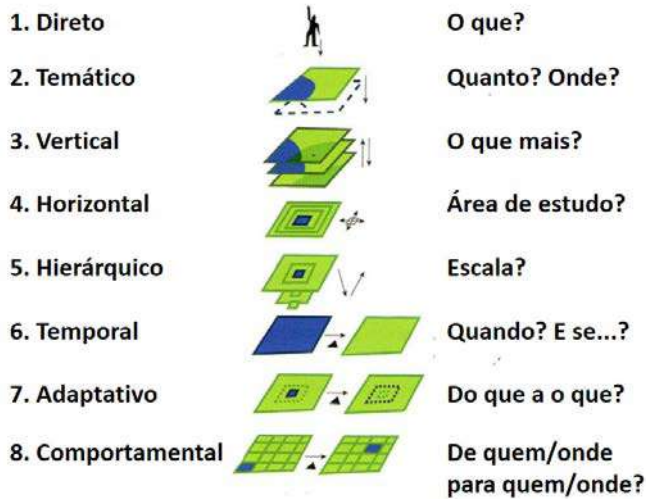 1. Direto O que?
2. Temático Quanto? Onde?
3. Vertical O que mais?
4. Horizontal Área de estudo?
5. Hierárquico Escala?
6. Temporal Quando? E se...?
7. Adaptativo Do que a o que?
8. Comportamental De quem/onde
para quem/onde?